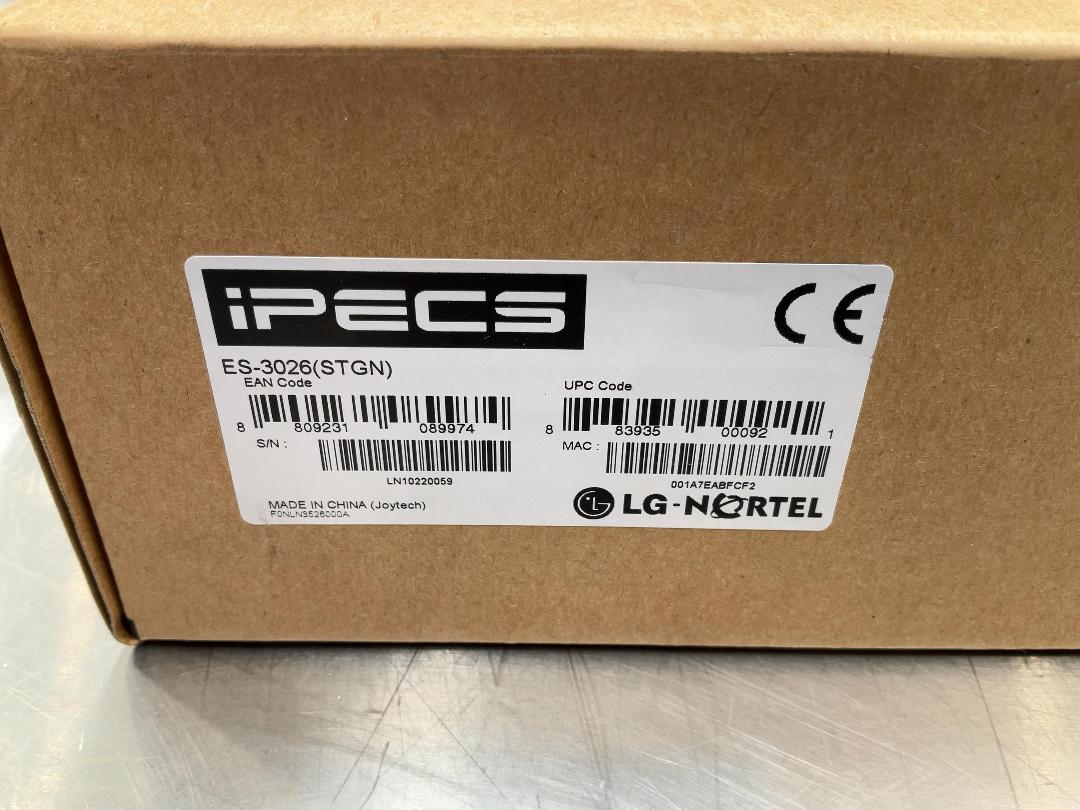 iPECS
CE
ES-3026(STGN)
EAN Code
8 809231 089974
S/N :
LN10220059
UPC Code
8 83935 00092 1
MAC :
001A7EABFCF2
MADE IN CHINA (Joytech)
F0NLN3526000A
LG LG-NORTEL